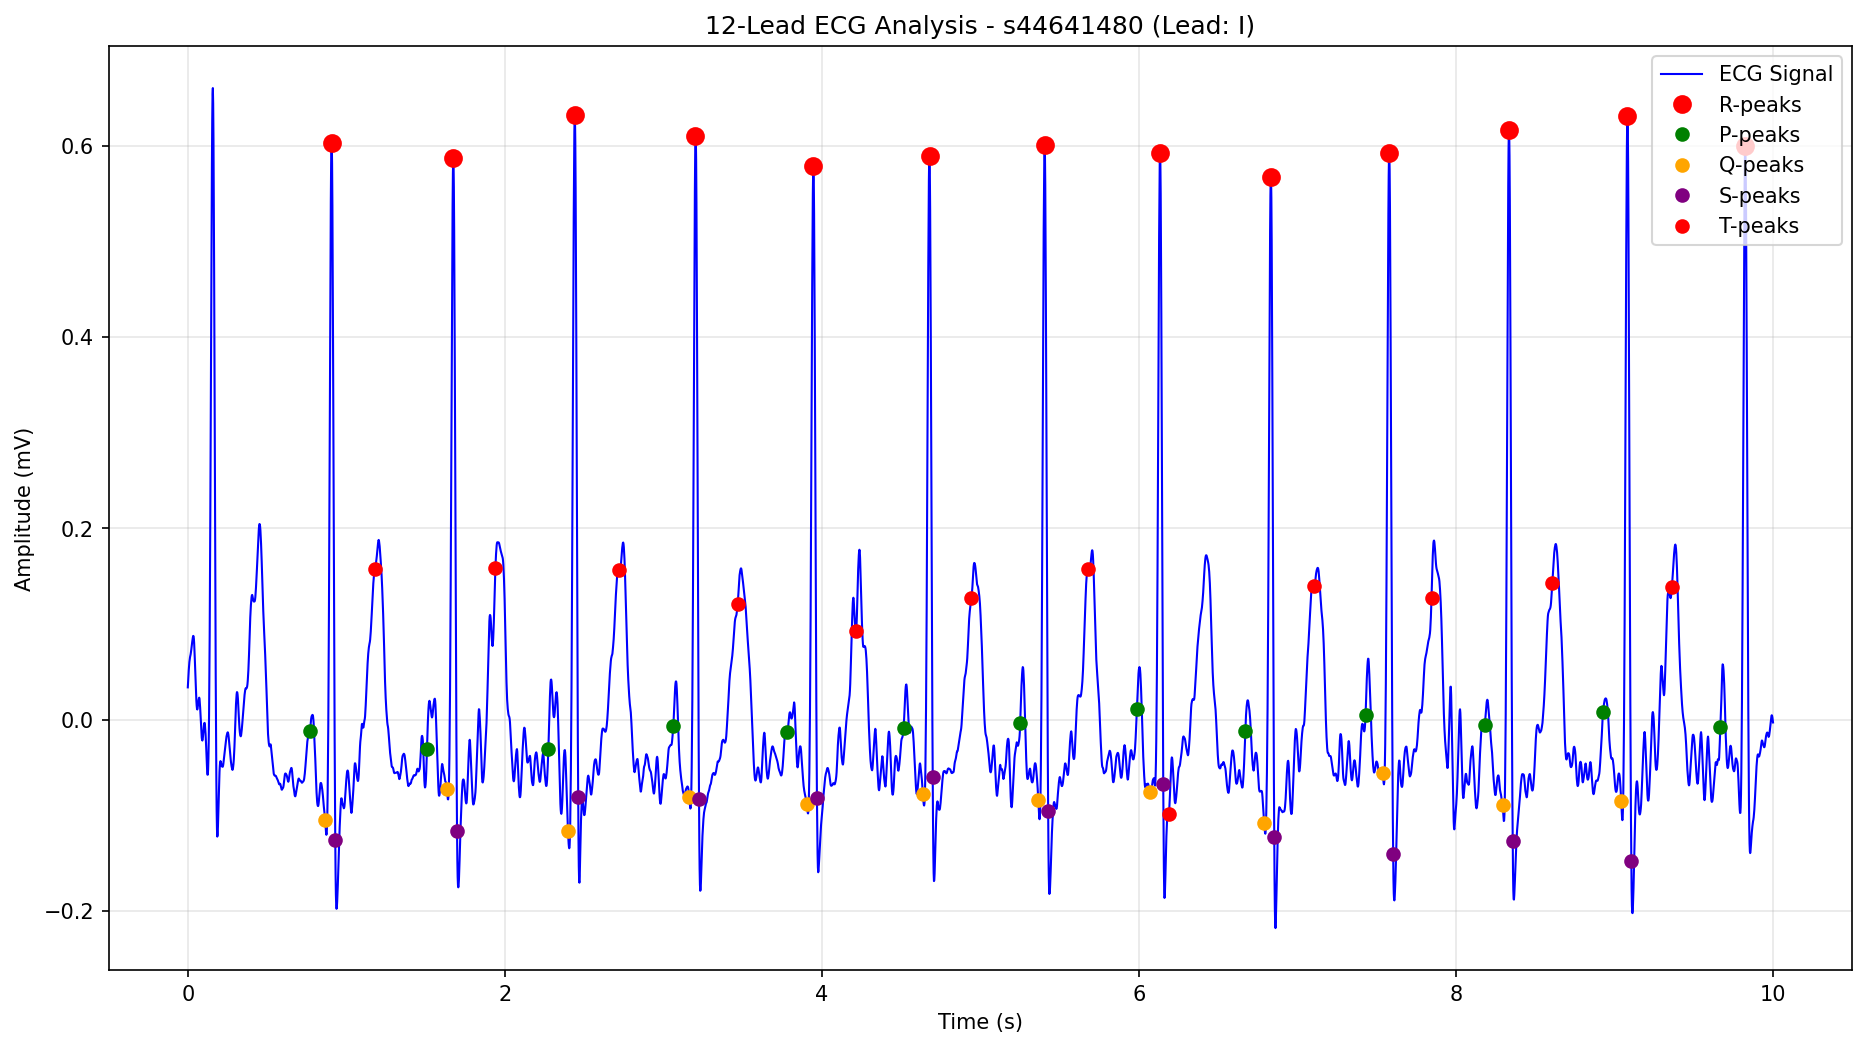 12-Lead ECG Analysis - s44641480 (Lead: I)
ECG Signal
R-peaks
P-peaks
Q-peaks
S-peaks
T-peaks
Amplitude (mV)
0.6
0.4
0.2
0.0
−0.2
0 2 4 6 8 10
Time (s)